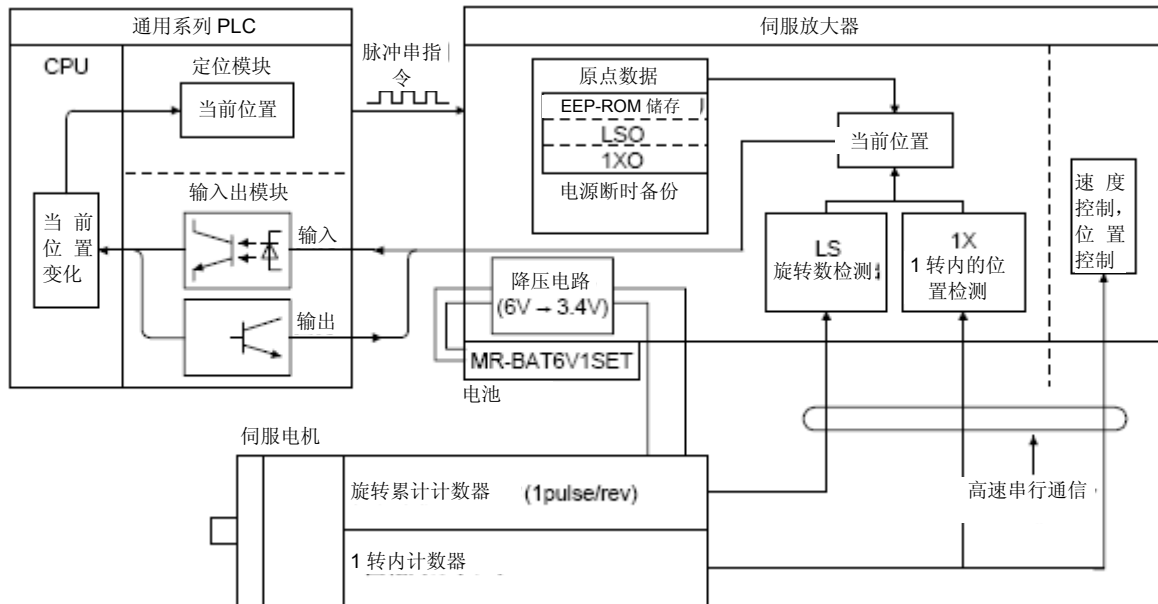 通用系列 PLC
CPU
定位模块
当前位置
输入出模块
当 前
位 置
变化
输入
输出
脉冲串指
令
伺服放大器
原点数据
EEP-ROM 储存
LSO
1XO
电源断时备份
当前位置
LS
旋转数检测
1X
1 转内的位
置检测
速 度
控制，
位 置
控制
降压电路
(6V → 3.4V)
MR-BAT6V1SET
电池
伺服电机
旋转累计计数器 (1pulse/rev)
1 转内计数器
高速串行通信